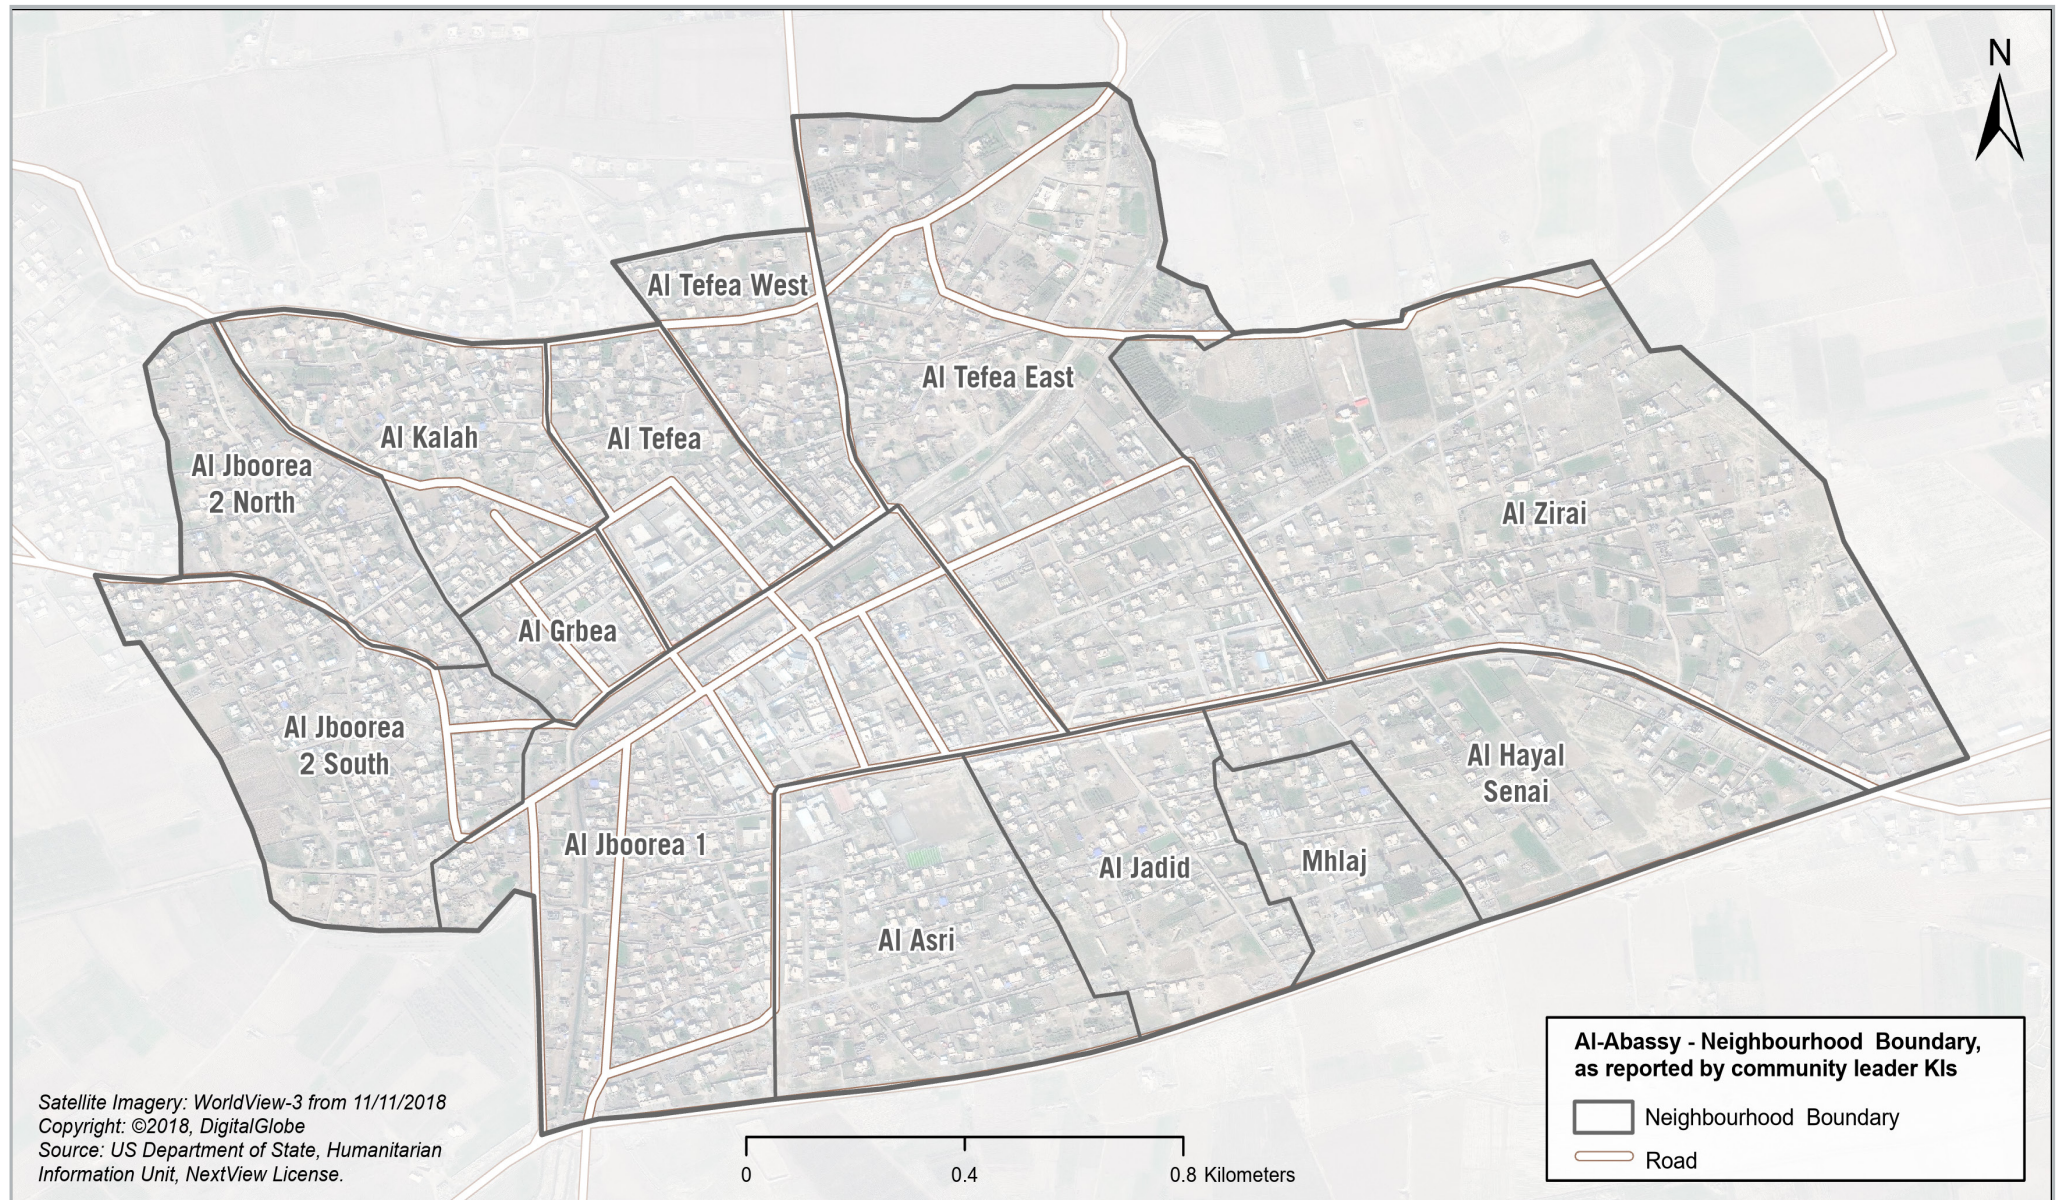 N
Al Tefea West
Al Tefea East
Al Kalah
Al Tefea
Al Jboorea
2 North
Al Zirai
Al Grbea
Al Jboorea
2 South
Al Hayal
Senai
Al Jboorea 1
Mhlaj
Al Jadid
Al Asri
Al-Abassy - Neighbourhood Boundary,
as reported by community leader KIs
Neighbourhood Boundary
Road
Satellite Imagery: WorldView-3 from 11/11/2018
Copyright: ©2018, DigitalGlobe
Source: US Department of State, Humanitarian
Information Unit, NextView License.
0 0.4 0.8 Kilometers